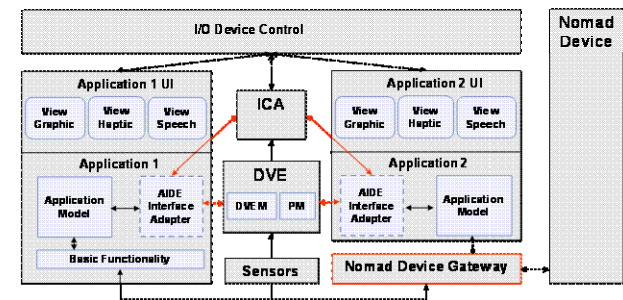 I/O Device Control
Nomad
Device
Application 1 UI
View
Graphic
View
Haptic
View
Speech
ICA
Application 2 UI
View
Graphic
View
Haptic
View
Speech
Application 1
Application
Model
AIDE
Interface
Adapter
DVE
DVEM
PM
Application 2
AIDE
Interface
Adapter
Application
Model
Basic Functionality
Sensors
Nomad Device Gateway